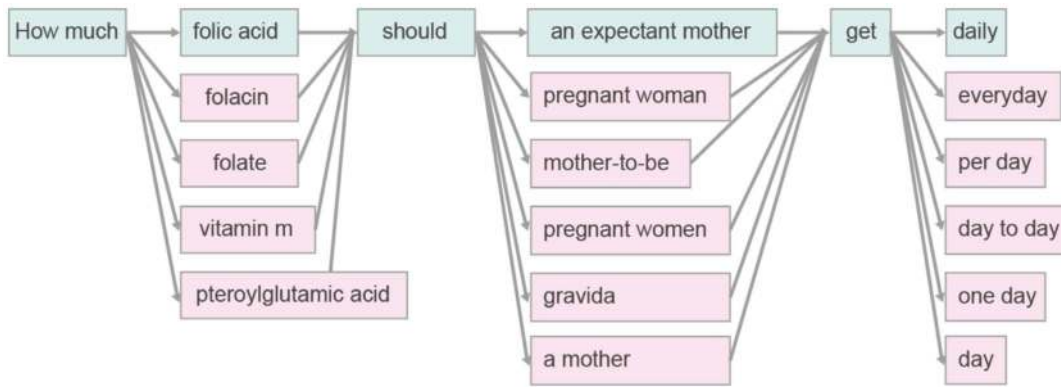 How much folic acid should an expectant mother get daily
folacin pregnant woman everyday
folate mother-to-be per day
vitamin m pregnant women day to day
pteroylglutamic acid gravida one day
a mother day